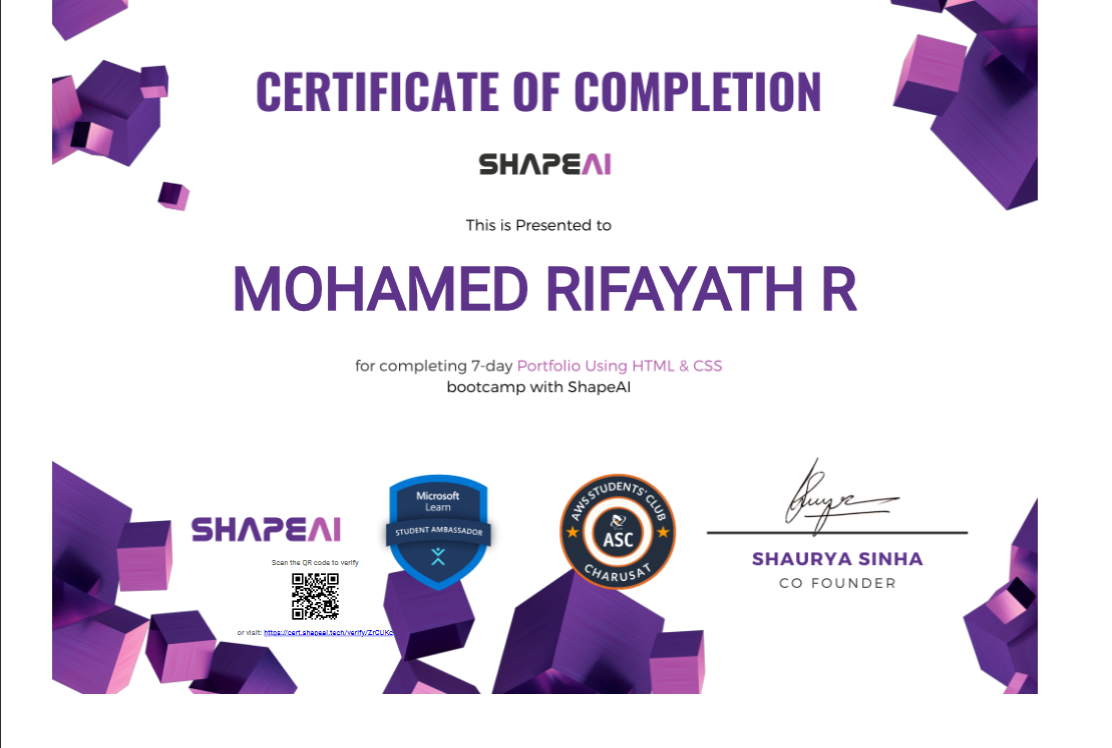 CERTIFICATE OF COMPLETION
SHAPEAI
This is Presented to
MOHAMED RIFAYATH R
for completing 7-day Portfolio Using HTML & CSS
bootcamp with ShapeAI
SHAPEAI
Scan the QR code to verify
or visit: https://cert.shapeai.tech/verify/ZrCUKc
Microsoft
Learn
STUDENT AMBASSADOR
AWS STUDENTS' CLUB
ASC
CHARUSAT
SHAURYA SINHA
CO FOUNDER